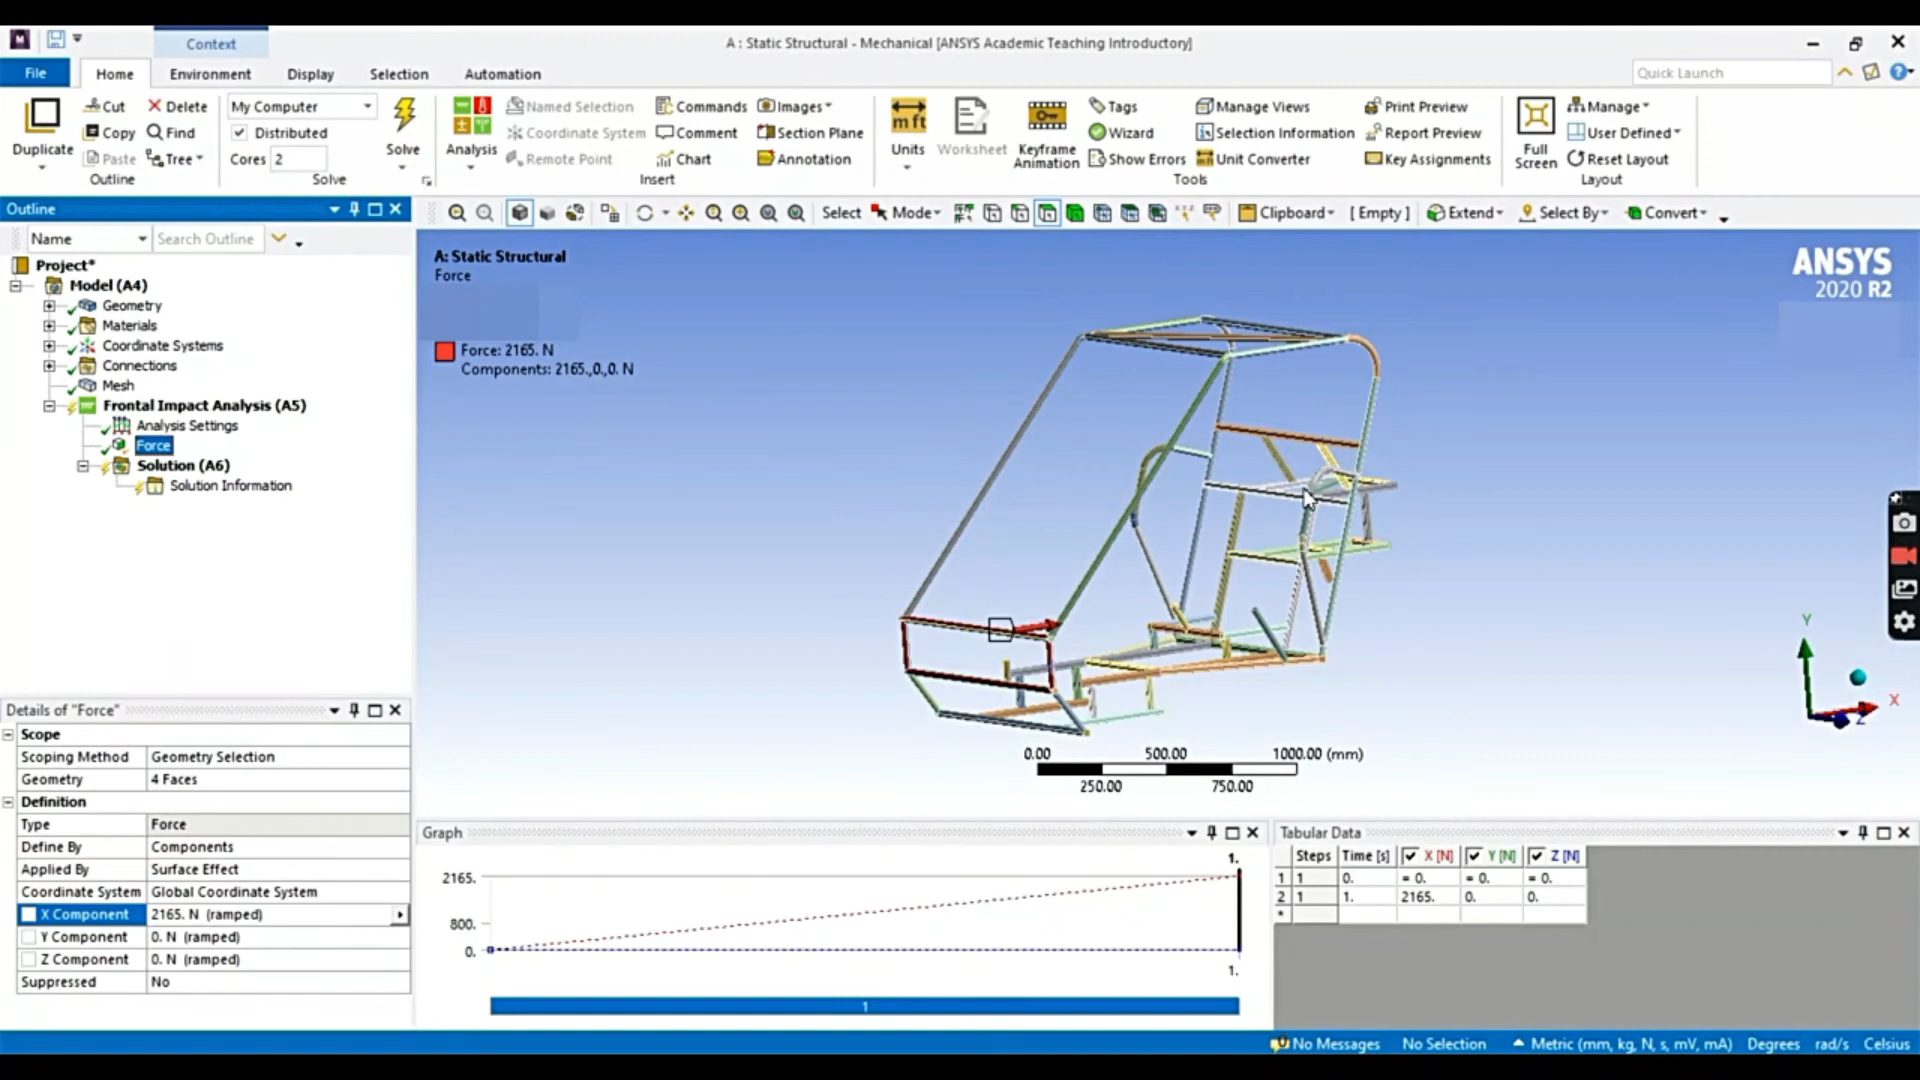 Context
A : Static Structural - Mechanical [ANSYS Academic Teaching Introductory]
File Home Environment Display Selection Automation
Quick Launch
Duplicate
Cut
Copy
Paste
Delete
Find
Tree
Outline
My Computer
Distributed
Cores 2
Solve
Solve
Analysis
Named Selection
Coordinate System
Remote Point
Commands
Comment
Chart
Images
Section Plane
Annotation
Insert
m ft
Units
Worksheet
Keyframe
Animation
Tags
Wizard
Show Errors
Manage Views
Selection Information
Unit Converter
Print Preview
Report Preview
Key Assignments
Tools
Full
Screen
Manage
User Defined
Reset Layout
Layout
Outline
Select Mode Clipboard [ Empty ] Extend Select By Convert
Name Search Outline
Project*
Model (A4)
Geometry
Materials
Coordinate Systems
Connections
Mesh
Frontal Impact Analysis (A5)
Analysis Settings
Force
Solution (A6)
Solution Information
A: Static Structural
Force
Force: 2165. N
Components: 2165.,0.,0. N
ANSYS
2020 R2
Y
X
Z
0.00 500.00 1000.00 (mm)
250.00 750.00
Details of "Force"
Scope
Scoping Method Geometry Selection
Geometry 4 Faces
Definition
Type Force
Define By Components
Applied By Surface Effect
Coordinate System Global Coordinate System
X Component 2165. N (ramped)
Y Component 0. N (ramped)
Z Component 0. N (ramped)
Suppressed No
Graph
1.
2165.
800.
0.
1.
1
Tabular Data
Steps Time [s] X [N] Y [N] Z [N]
1 1 0. = 0. = 0. = 0.
2 1 1. 2165. 0. 0.
*
No Messages No Selection Metric (mm, kg, N, s, mV, mA) Degrees rad/s Celsius